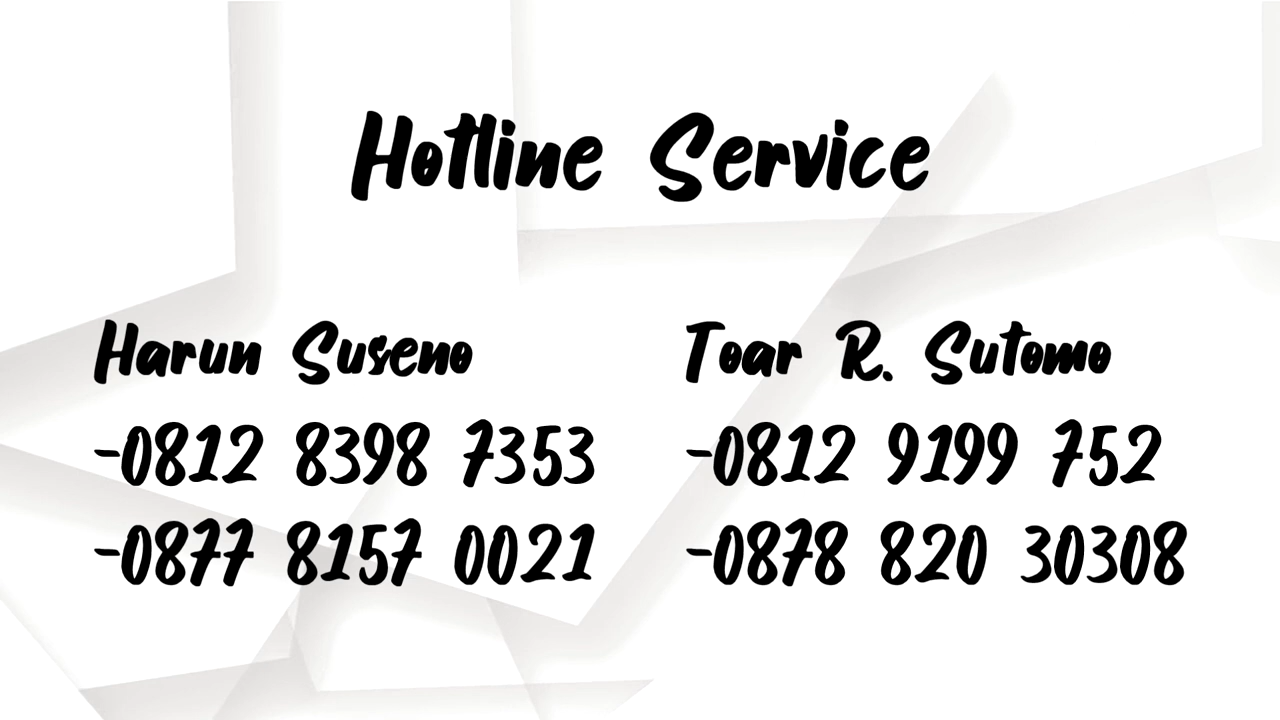 Hotline Service
Harun Suseno
-0812 8398 7353
-0877 8157 0021
Toar R. Sutomo
-0812 9199 752
-0878 820 30308